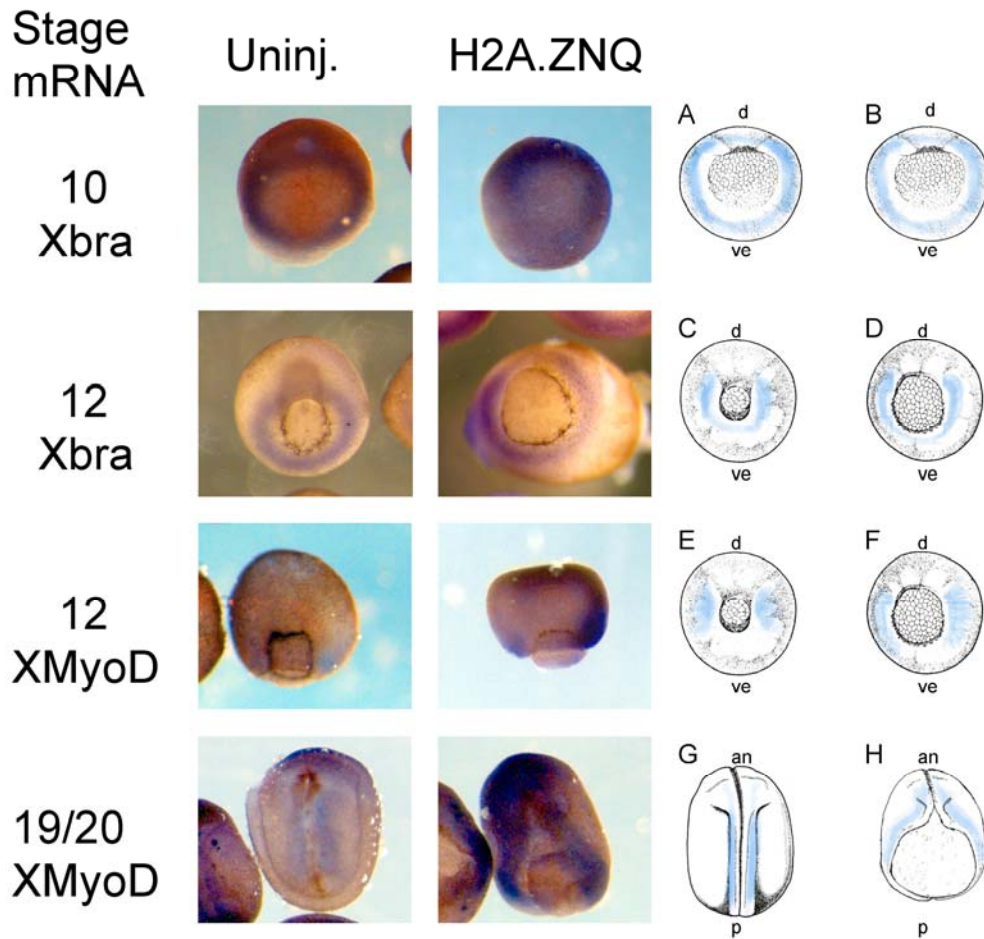 Stage
mRNA
Uninj.
H2A.ZNQ
10
Xbra
A
d
ve
B
d
ve
12
Xbra
C
d
ve
D
d
ve
12
XMyoD
E
d
ve
F
d
ve
19/20
XMyoD
G
an
p
H
an
p